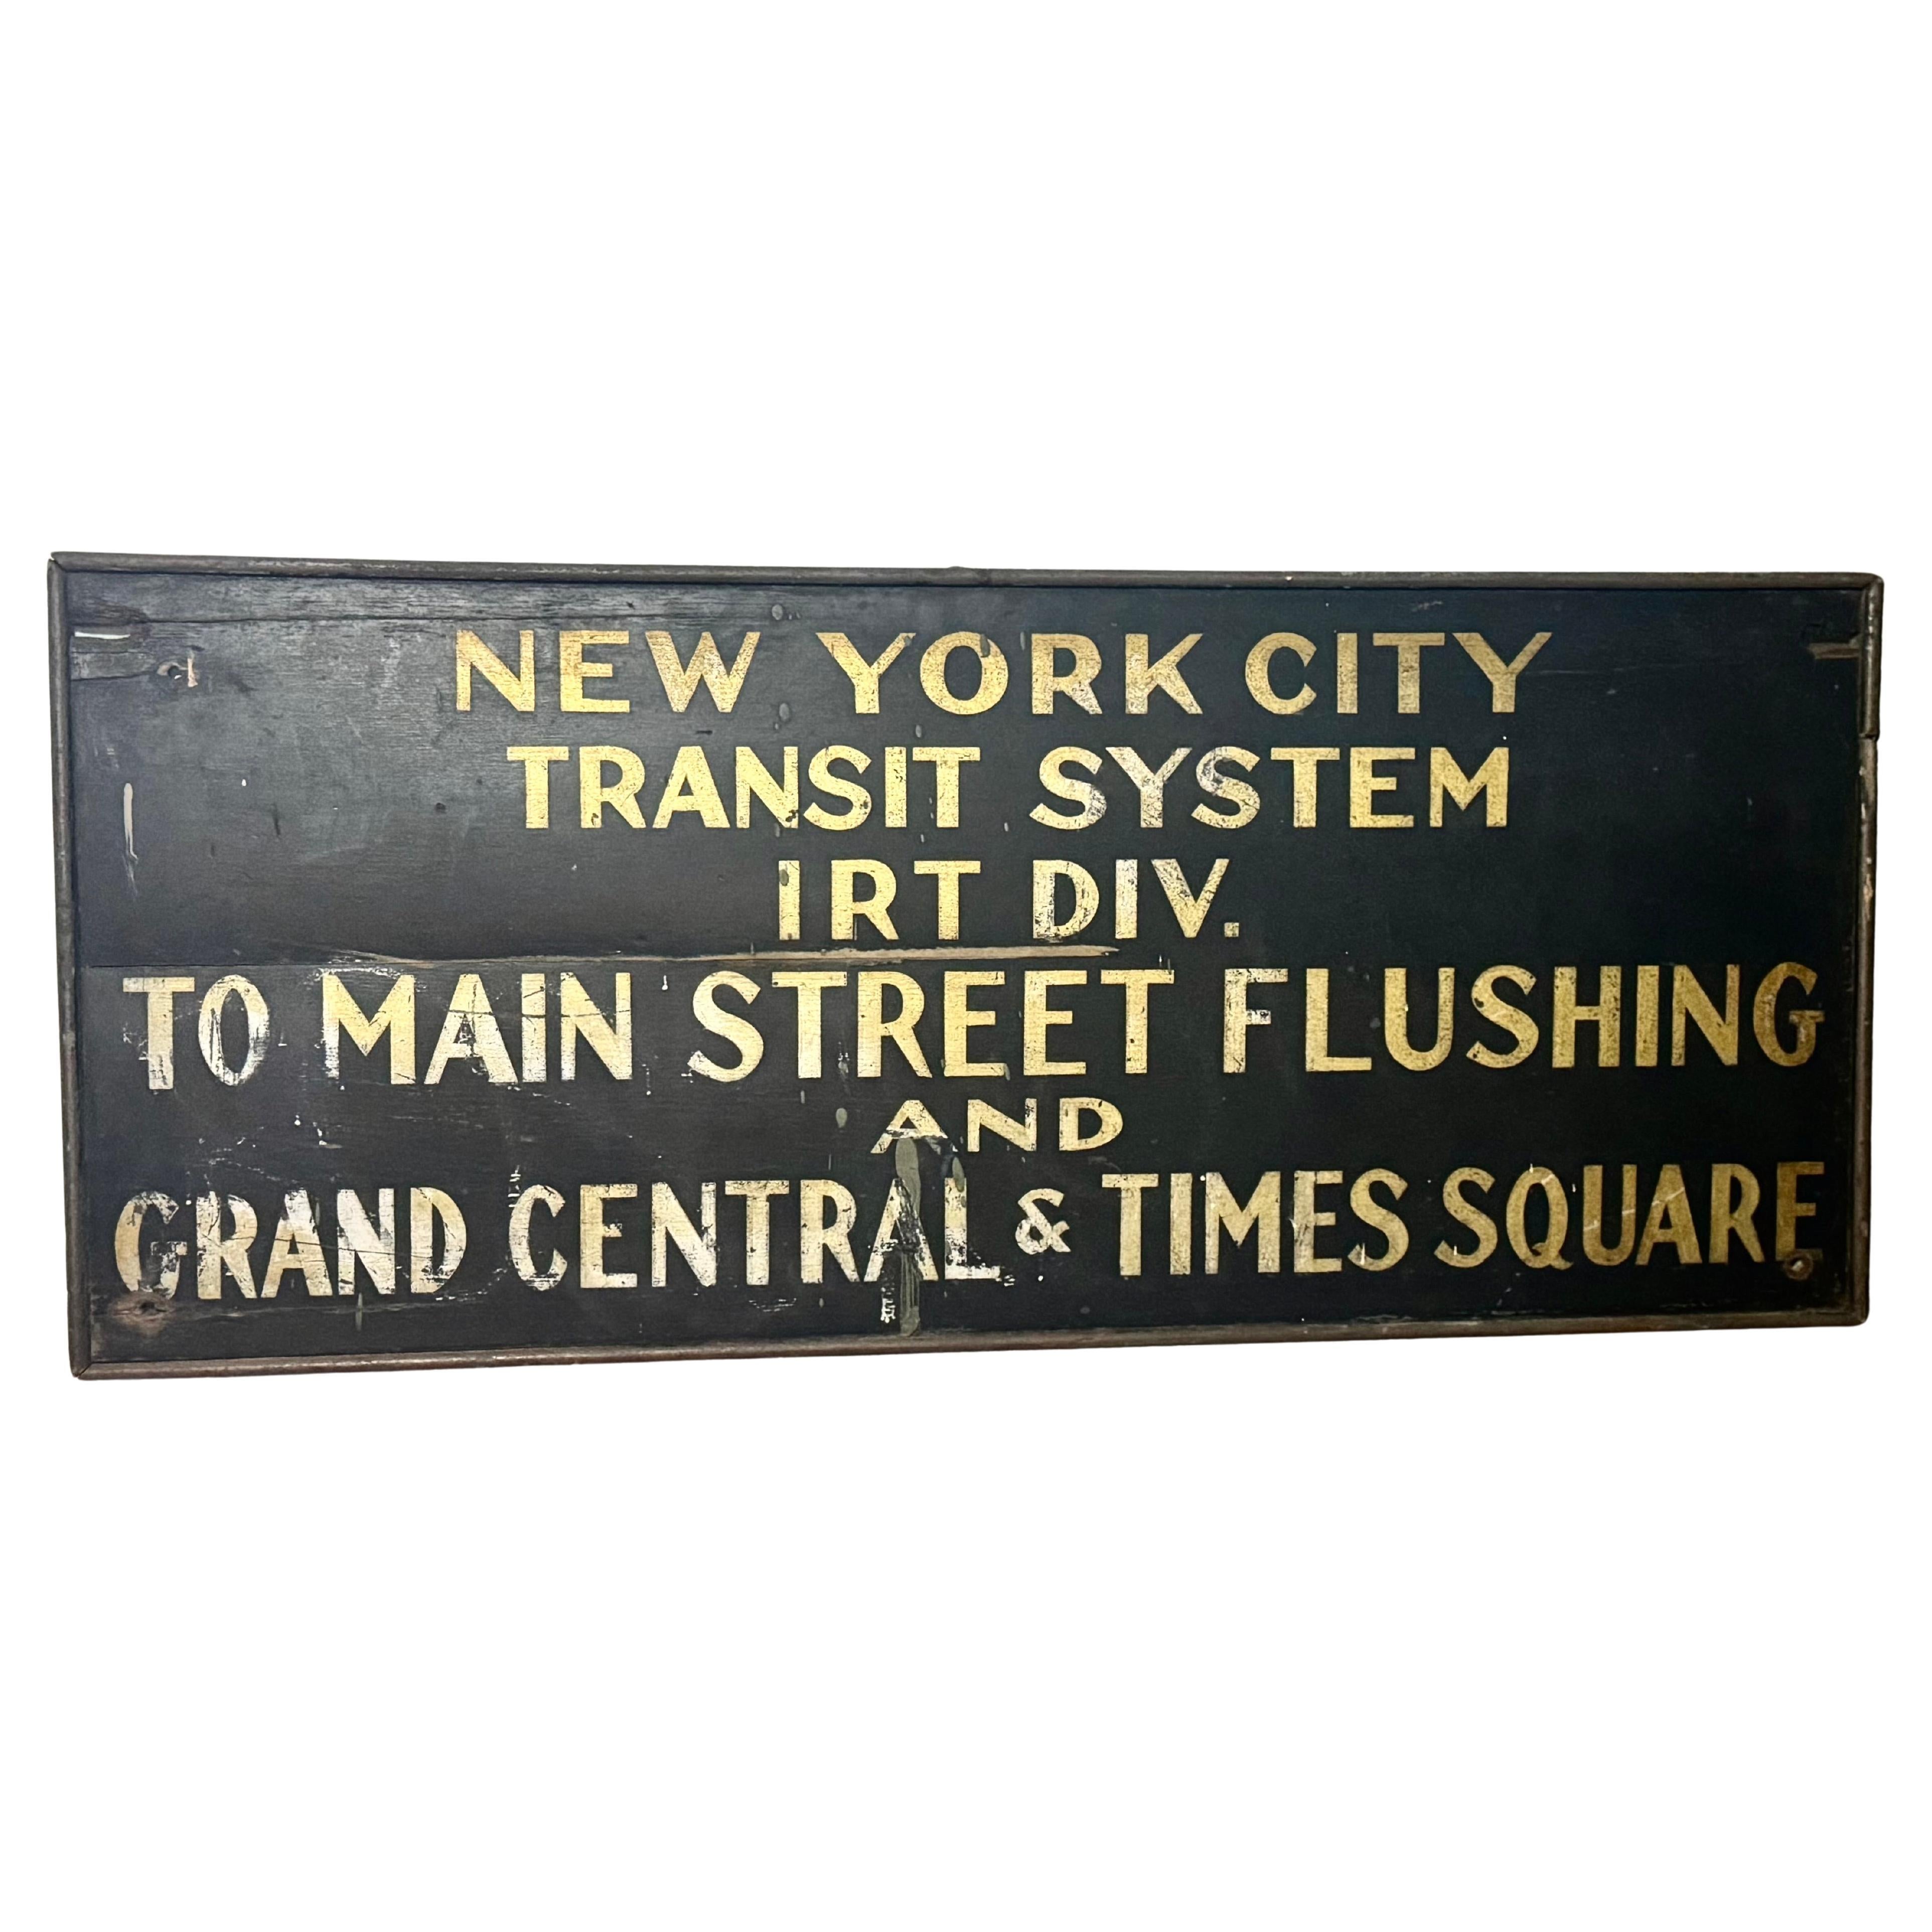 NEW YORK CITY
TRANSIT SYSTEM
IRT DIV.
TO MAIN STREET FLUSHING
AND
GRAND CENTRAL & TIMES SQUARE